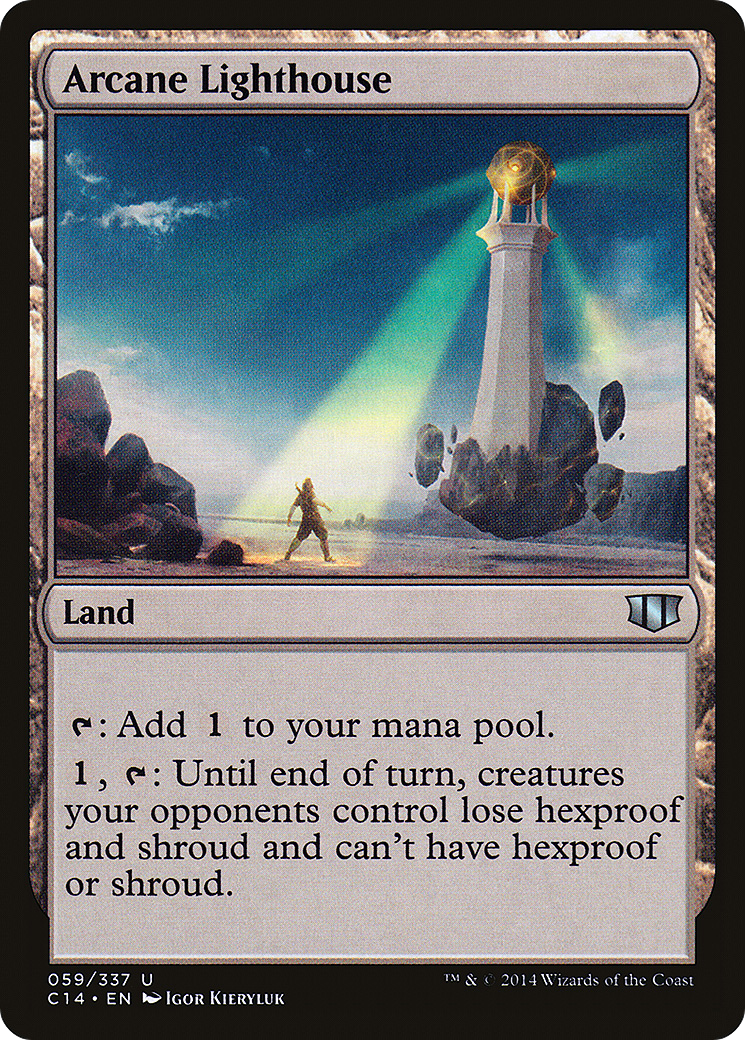 Arcane Lighthouse
Land
: Add 1 to your mana pool.
1, : Until end of turn, creatures
your opponents control lose hexproof
and shroud and can't have hexproof
or shroud.
059/337 U
™ & © 2014 Wizards of the Coast
C14 • EN Igor Kieryluk